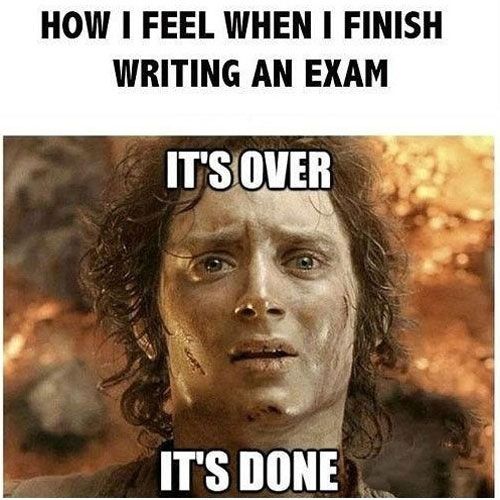 HOW I FEEL WHEN I FINISH
WRITING AN EXAM
IT'S OVER
IT'S DONE